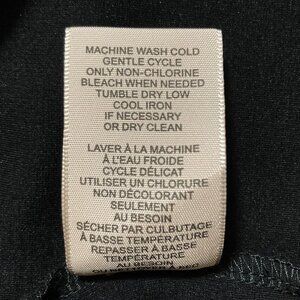 MACHINE WASH COLD
GENTLE CYCLE
ONLY NON-CHLORINE
BLEACH WHEN NEEDED
TUMBLE DRY LOW
COOL IRON
IF NECESSARY
OR DRY CLEAN
LAVER À LA MACHINE
À L'EAU FROIDE
CYCLE DÉLICAT
UTILISER UN CHLORURE
NON DÉCOLORANT
SEULEMENT
AU BESOIN
SÉCHER PAR CULBUTAGE
À BASSE TEMPÉRATURE
REPASSER À BASSE
TEMPÉRATURE
AU BESOIN